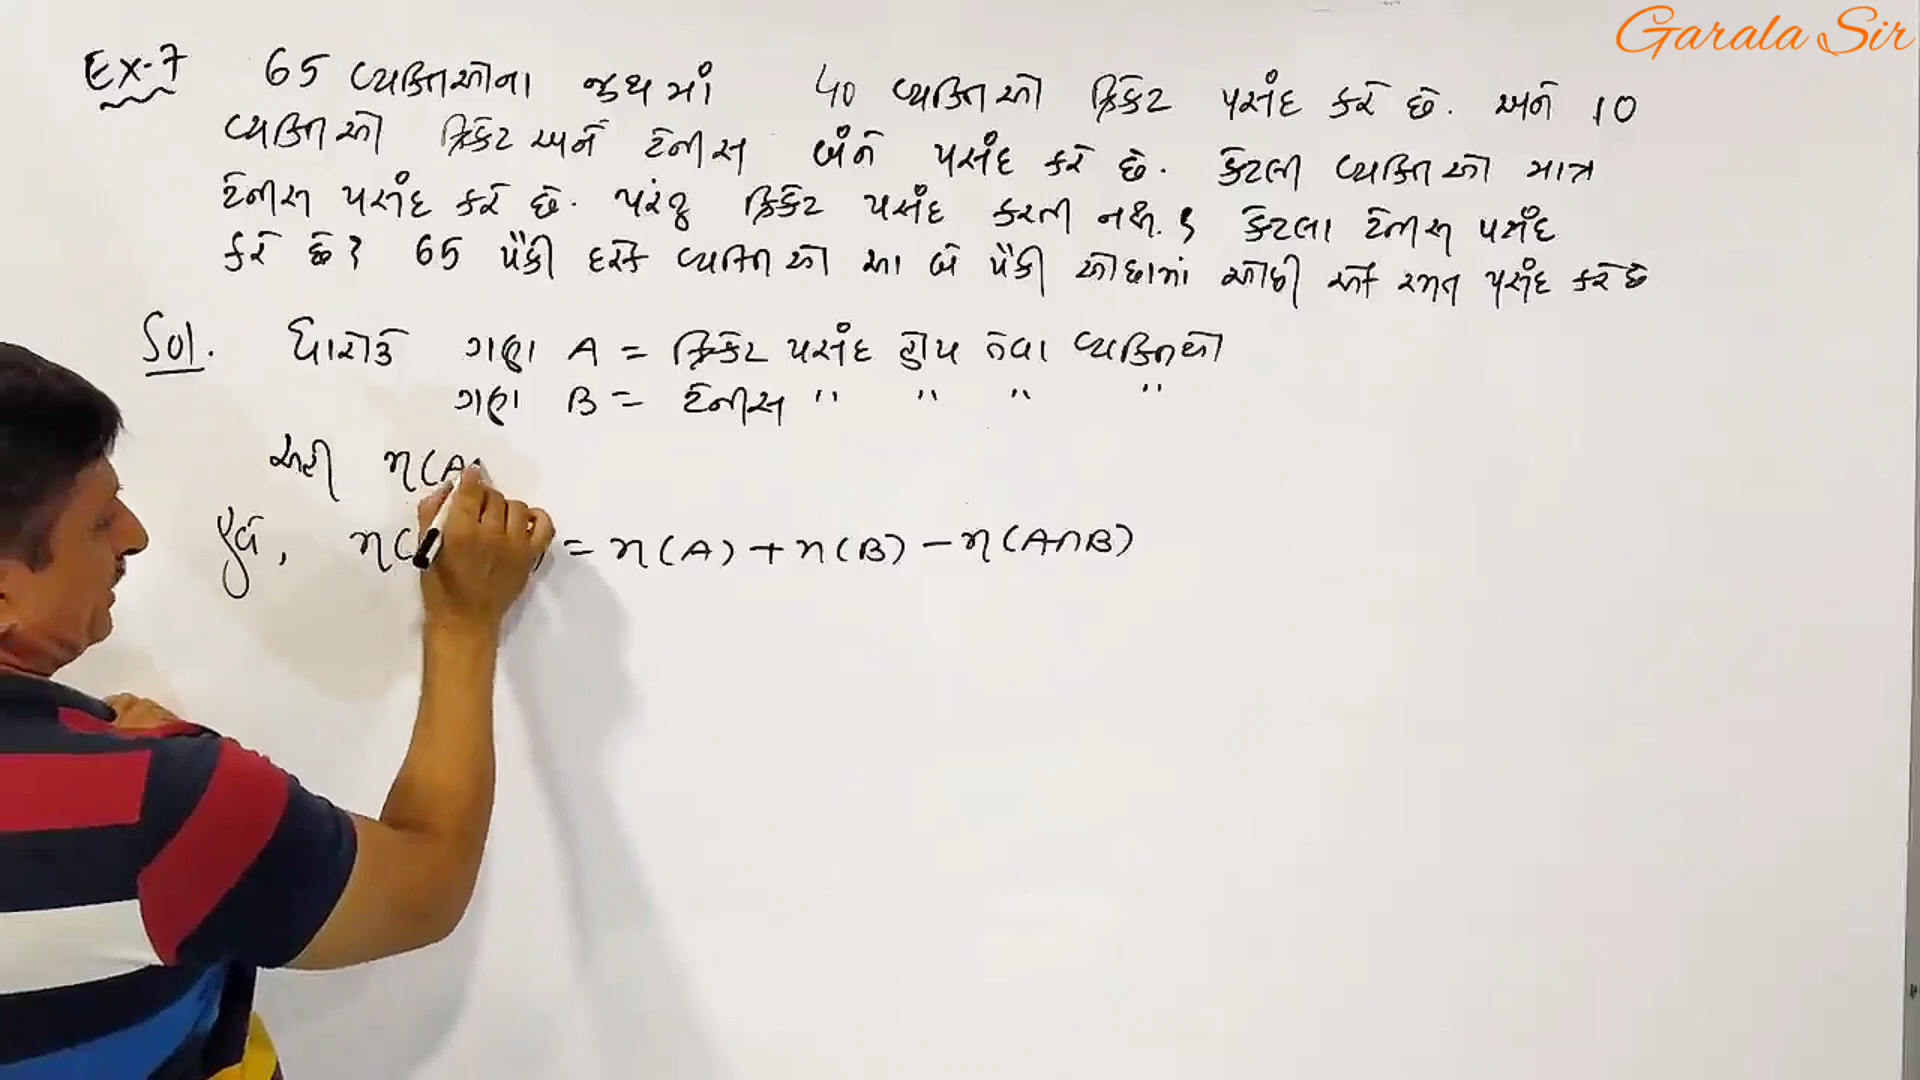 Garala Sir
Ex-7 65 વ્યક્તિઓના જૂથમાં 40 વ્યક્તિઓ ક્રિકેટ પસંદ કરે છે. અને 10
વ્યક્તિઓ ક્રિકેટ અને ટેનીસ બંને પસંદ કરે છે. કેટલી વ્યક્તિઓ માત્ર
ટેનીસ પસંદ કરે છે. પરંતુ ક્રિકેટ પસંદ કરતી નથી. ? કેટલા ટેનીસ પસંદ
કરે છે? 65 પૈકી દરેક વ્યક્તિઓ આ બે પૈકી ઓછામાં ઓછી એક રમત પસંદ કરે છે
Sol. ધારોકે ગણ A = ક્રિકેટ પસંદ હોય તેવા વ્યક્તિઓ
ગણ B = ટેનીસ " " " "
અહી n(A
હવે, n( ) = n(A) + n(B) - n(A∩B)